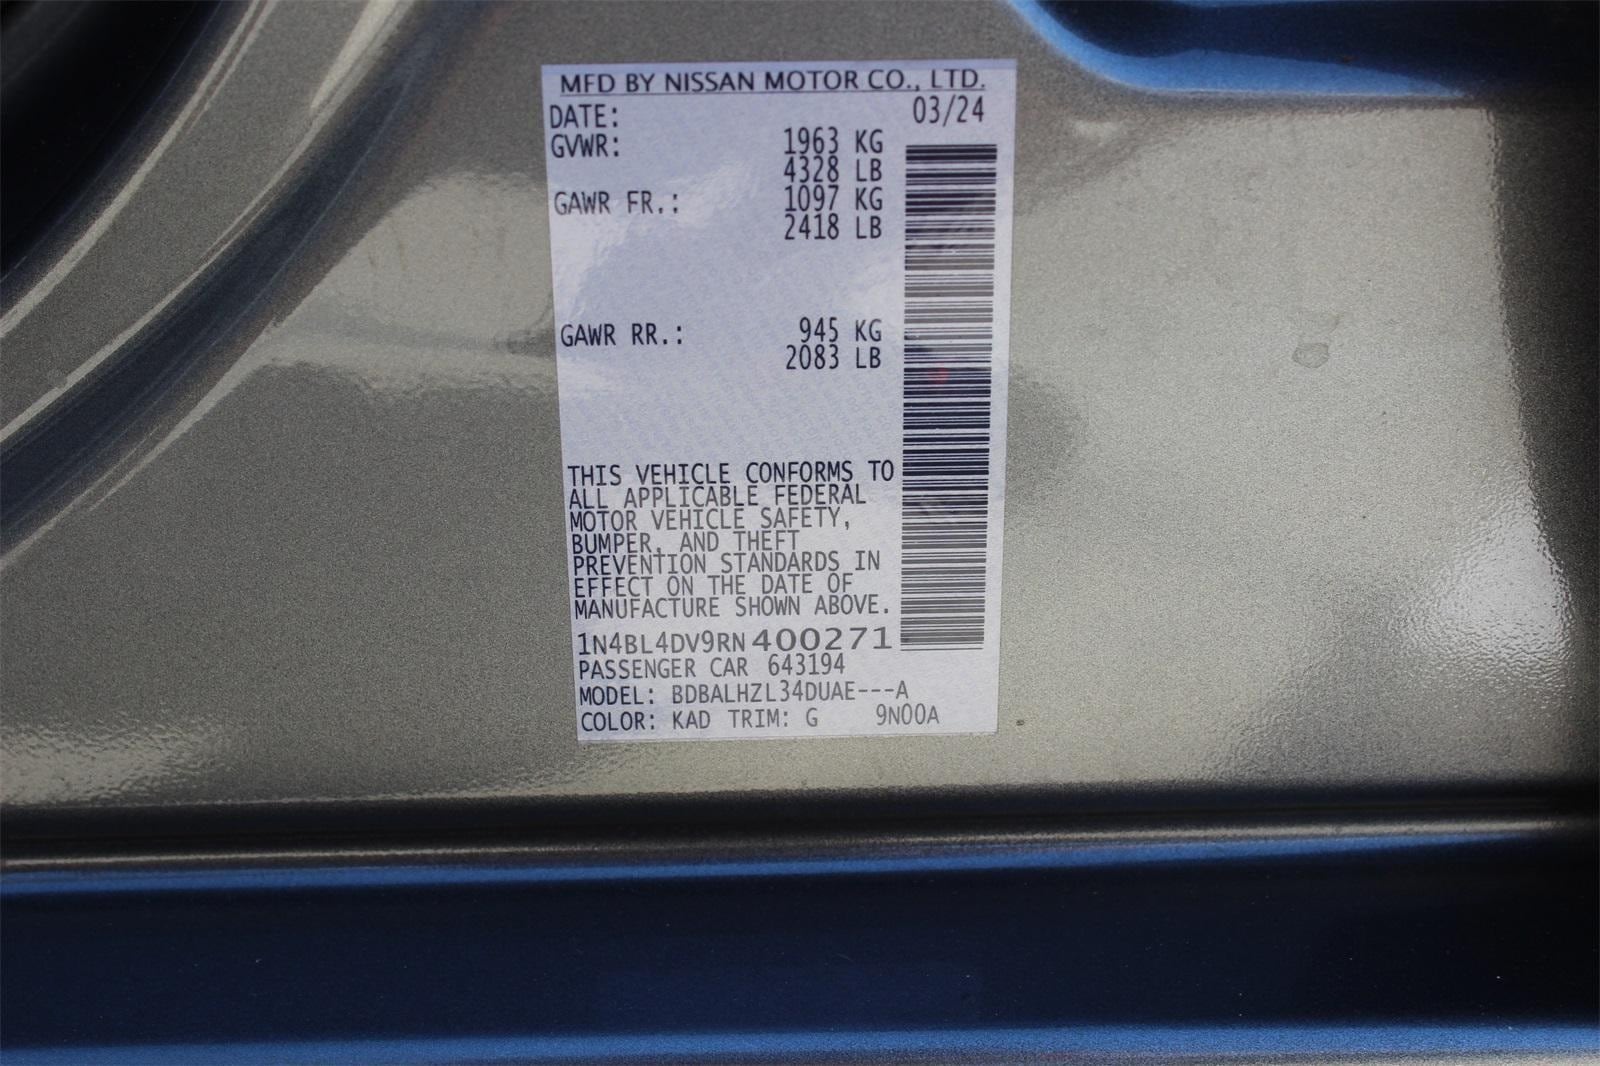 MFD BY NISSAN MOTOR CO., LTD.
DATE: 03/24
GVWR: 1963 KG
4328 LB
GAWR FR.: 1097 KG
2418 LB
GAWR RR.: 945 KG
2083 LB
THIS VEHICLE CONFORMS TO
ALL APPLICABLE FEDERAL
MOTOR VEHICLE SAFETY,
BUMPER, AND THEFT
PREVENTION STANDARDS IN
EFFECT ON THE DATE OF
MANUFACTURE SHOWN ABOVE.
1N4BL4DV9RN400271
PASSENGER CAR 643194
MODEL: BDBALHZL34DUAE---A
COLOR: KAD TRIM: G 9N00A